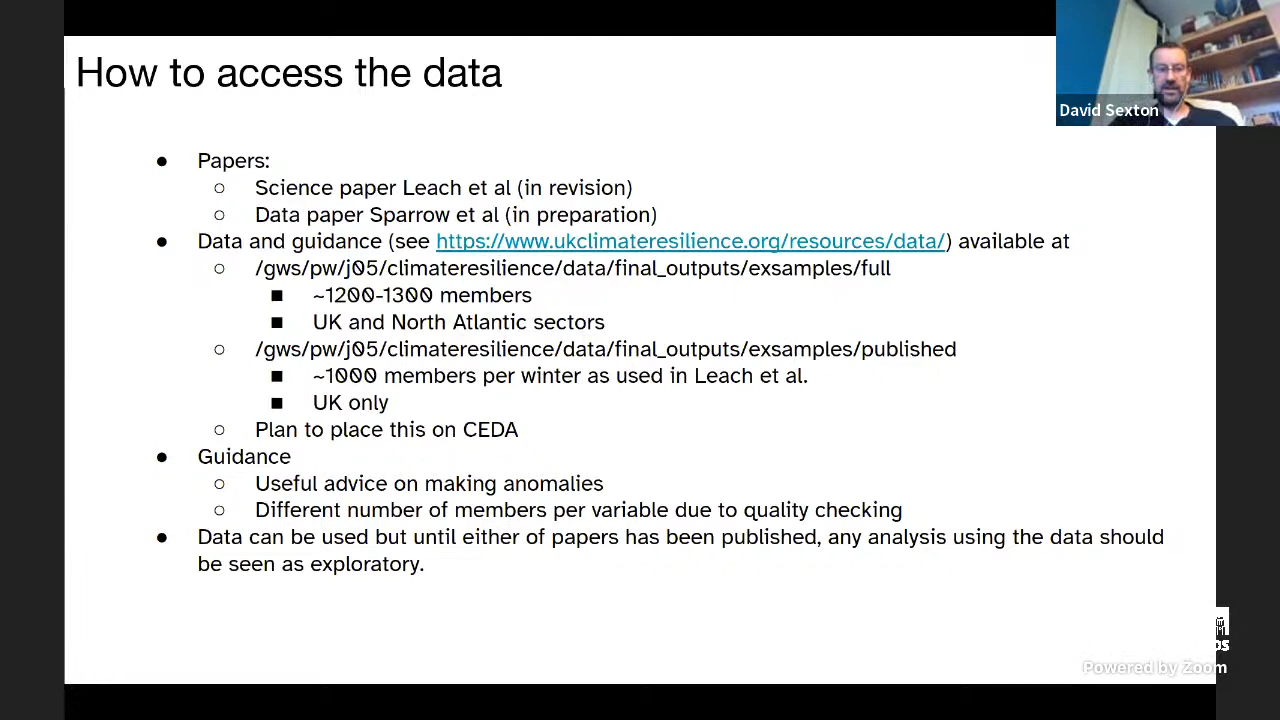 How to access the data
David Sexton
● Papers:
○ Science paper Leach et al (in revision)
○ Data paper Sparrow et al (in preparation)
● Data and guidance (see https://www.ukclimateresilience.org/resources/data/) available at
○ /gws/pw/j05/climateresilience/data/final_outputs/exsamples/full
■ ~1200-1300 members
■ UK and North Atlantic sectors
○ /gws/pw/j05/climateresilience/data/final_outputs/exsamples/published
■ ~1000 members per winter as used in Leach et al.
■ UK only
○ Plan to place this on CEDA
● Guidance
○ Useful advice on making anomalies
○ Different number of members per variable due to quality checking
● Data can be used but until either of papers has been published, any analysis using the data should
be seen as exploratory.
Powered by Zoom